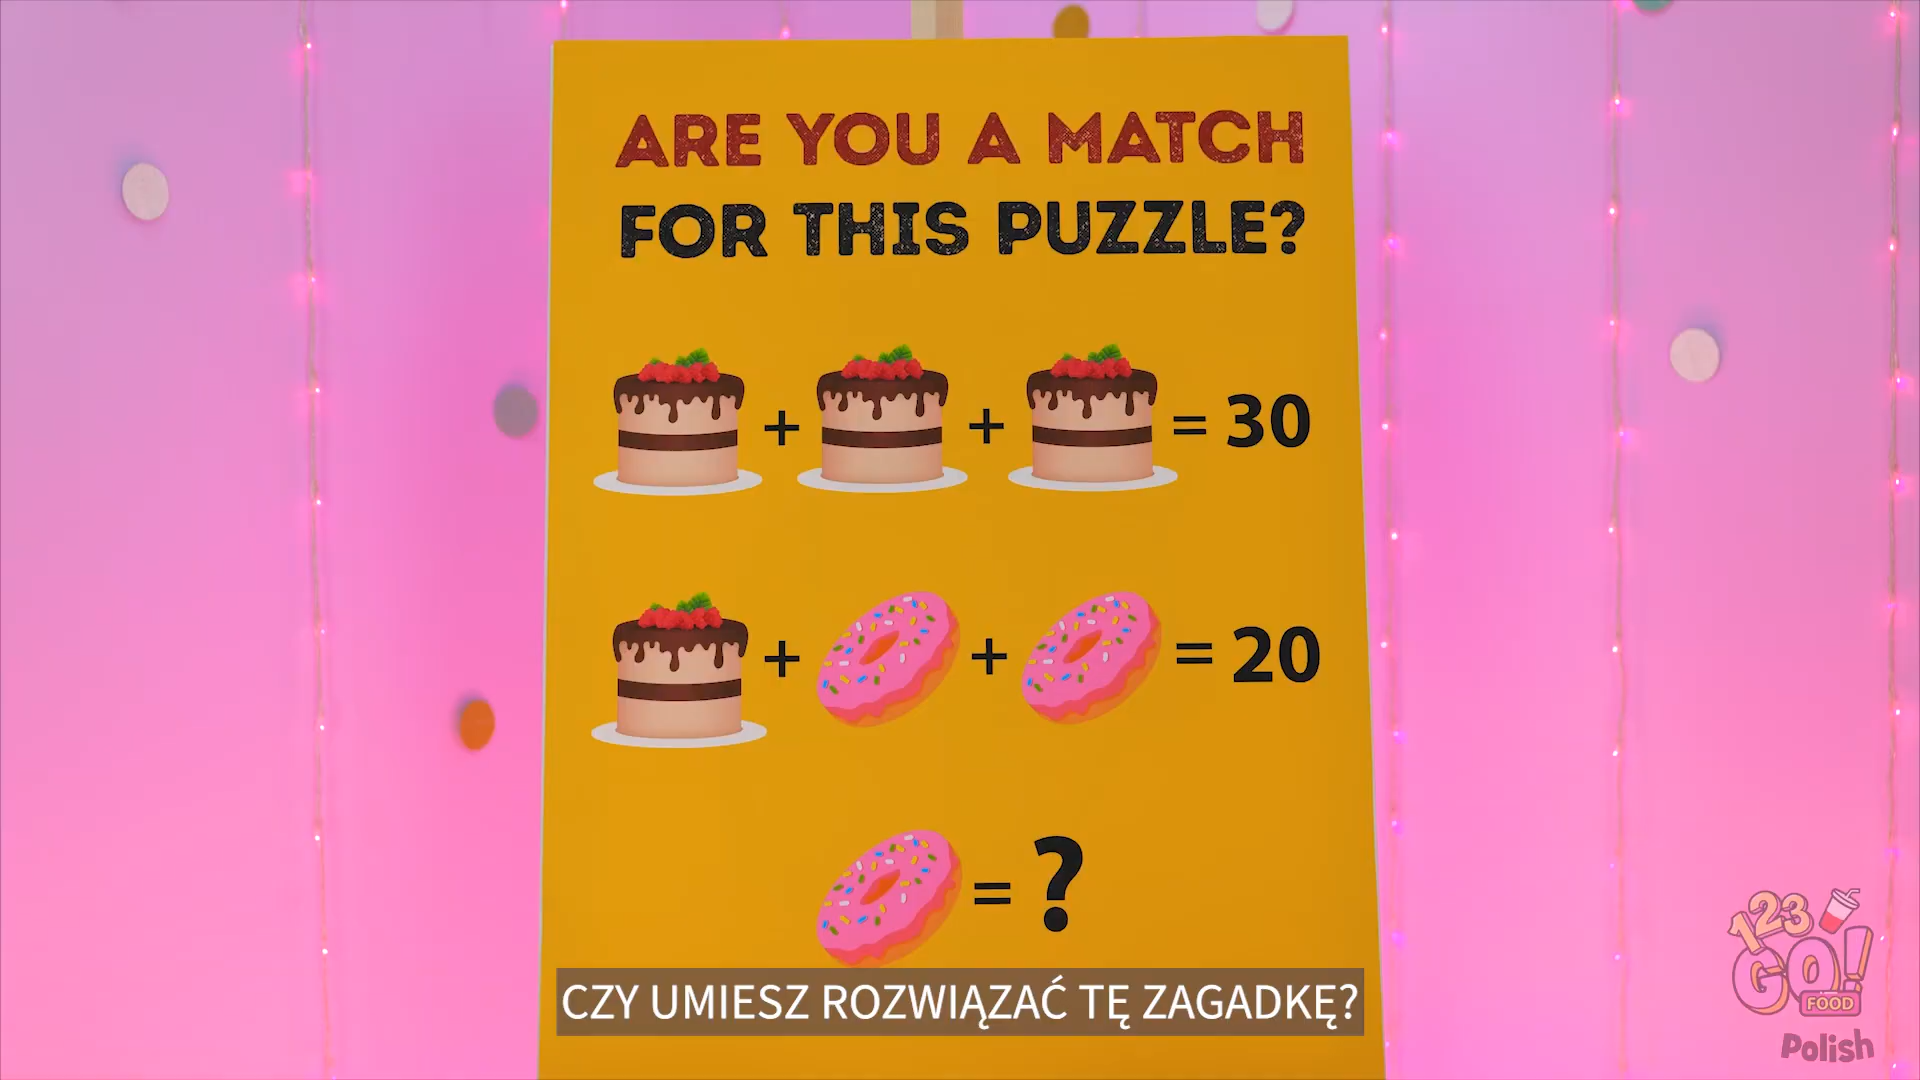 ARE YOU A MATCH
FOR THIS PUZZLE?
+ + = 30
+ + = 20
= ?
CZY UMIESZ ROZWIĄZAĆ TĘ ZAGADKĘ?
123
GO!
FOOD
Polish